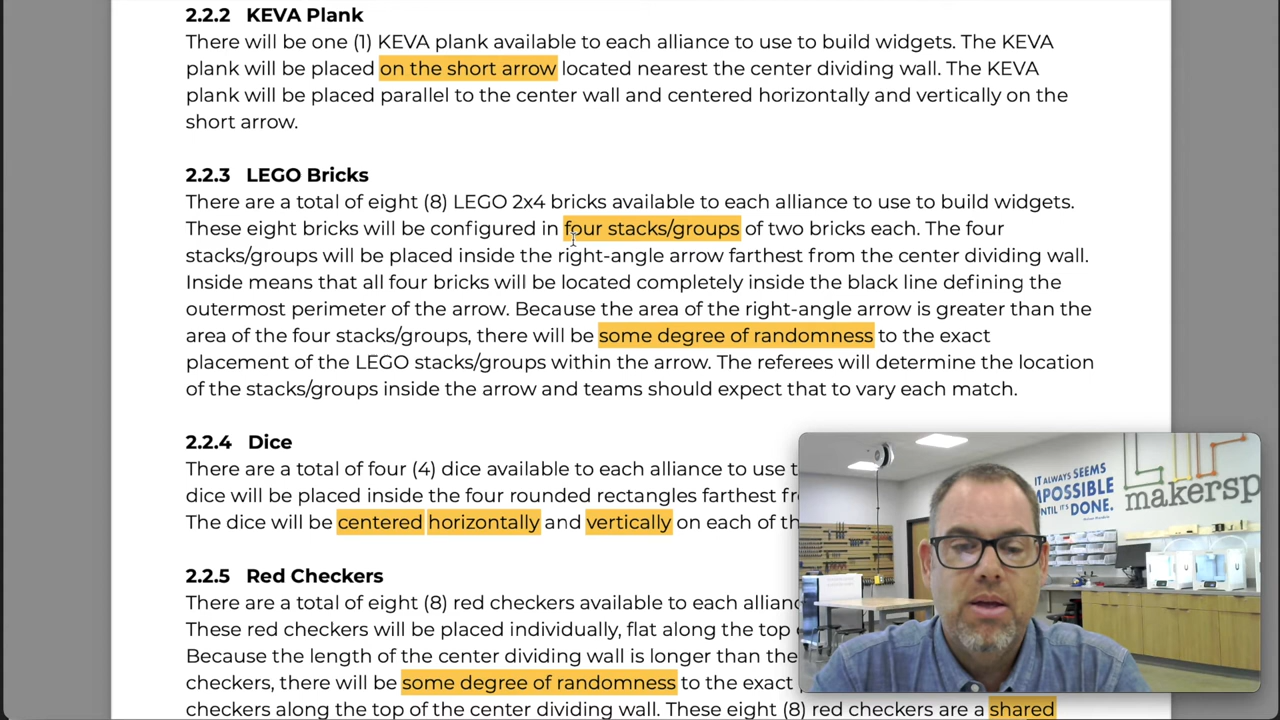 2.2.2 KEVA Plank
There will be one (1) KEVA plank available to each alliance to use to build widgets. The KEVA
plank will be placed on the short arrow located nearest the center dividing wall. The KEVA
plank will be placed parallel to the center wall and centered horizontally and vertically on the
short arrow.
2.2.3 LEGO Bricks
There are a total of eight (8) LEGO 2x4 bricks available to each alliance to use to build widgets.
These eight bricks will be configured in four stacks/groups of two bricks each. The four
stacks/groups will be placed inside the right-angle arrow farthest from the center dividing wall.
Inside means that all four bricks will be located completely inside the black line defining the
outermost perimeter of the arrow. Because the area of the right-angle arrow is greater than the
area of the four stacks/groups, there will be some degree of randomness to the exact
placement of the LEGO stacks/groups within the arrow. The referees will determine the location
of the stacks/groups inside the arrow and teams should expect that to vary each match.
2.2.4 Dice
There are a total of four (4) dice available to each alliance to use t
dice will be placed inside the four rounded rectangles farthest fr
The dice will be centered horizontally and vertically on each of th
2.2.5 Red Checkers
There are a total of eight (8) red checkers available to each allianc
These red checkers will be placed individually, flat along the top
Because the length of the center dividing wall is longer than the
checkers, there will be some degree of randomness to the exact
checkers along the top of the center dividing wall. These eight (8) red checkers are a shared
IT ALWAYS SEEMS
MPOSSIBLE
UNTIL IT'S DONE.
makersp